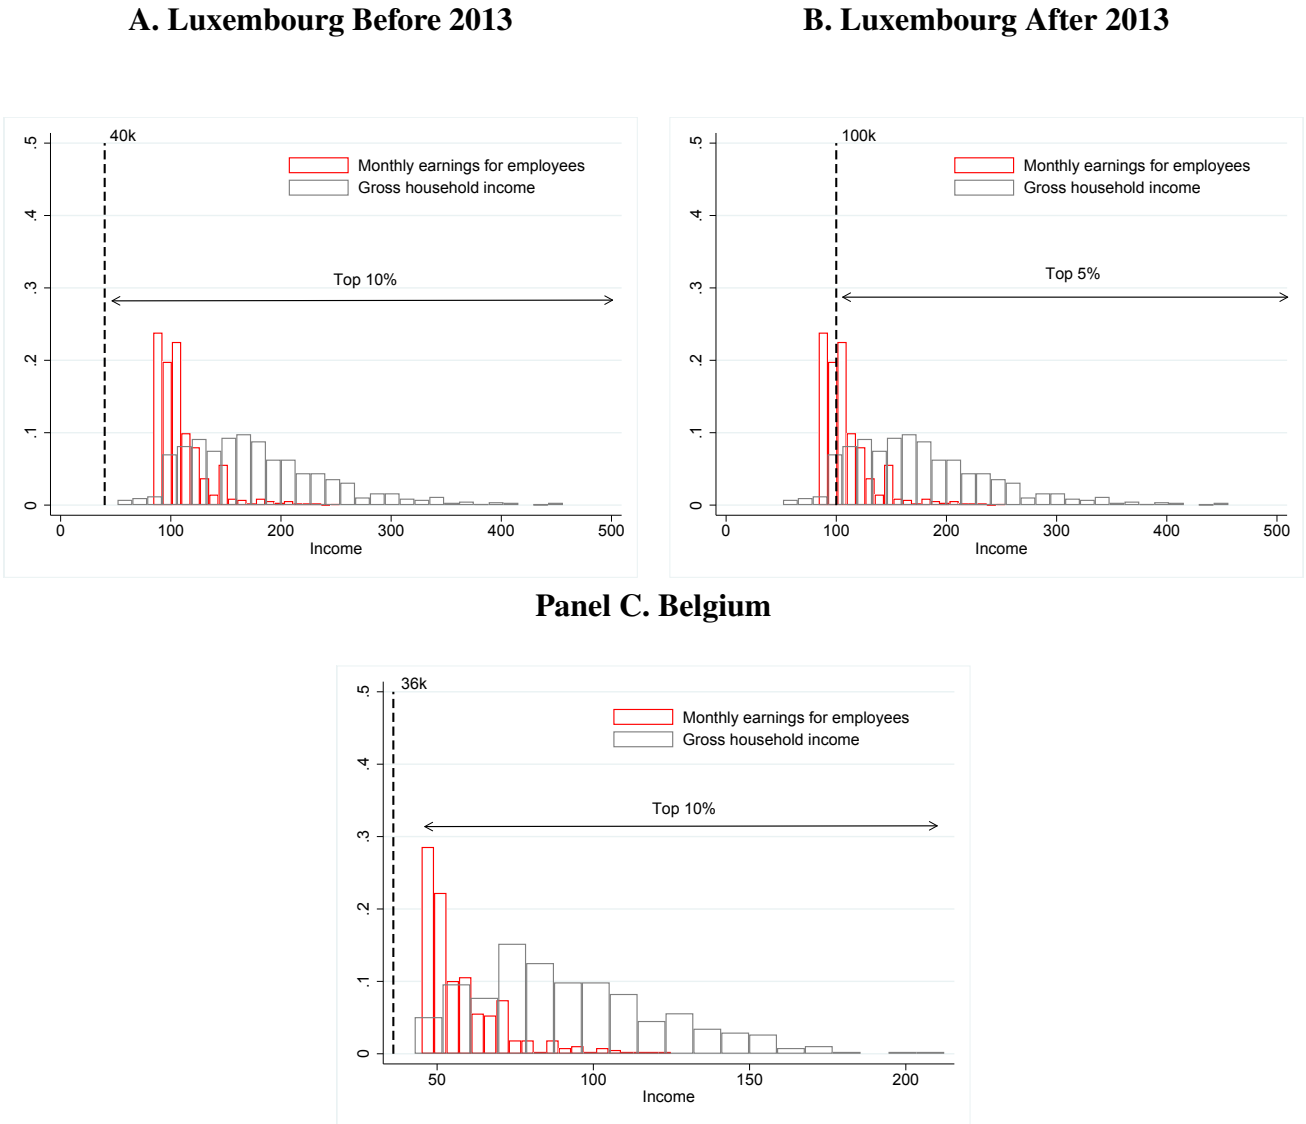 A. Luxembourg Before 2013
40k
Monthly earnings for employees
Gross household income
Top 10%
.5
.4
.3
.2
.1
0
0 100 200 300 400 500
Income
B. Luxembourg After 2013
100k
Monthly earnings for employees
Gross household income
Top 5%
.5
.4
.3
.2
.1
0
0 100 200 300 400 500
Income
Panel C. Belgium
36k
Monthly earnings for employees
Gross household income
Top 10%
.5
.4
.3
.2
.1
0
50 100 150 200
Income